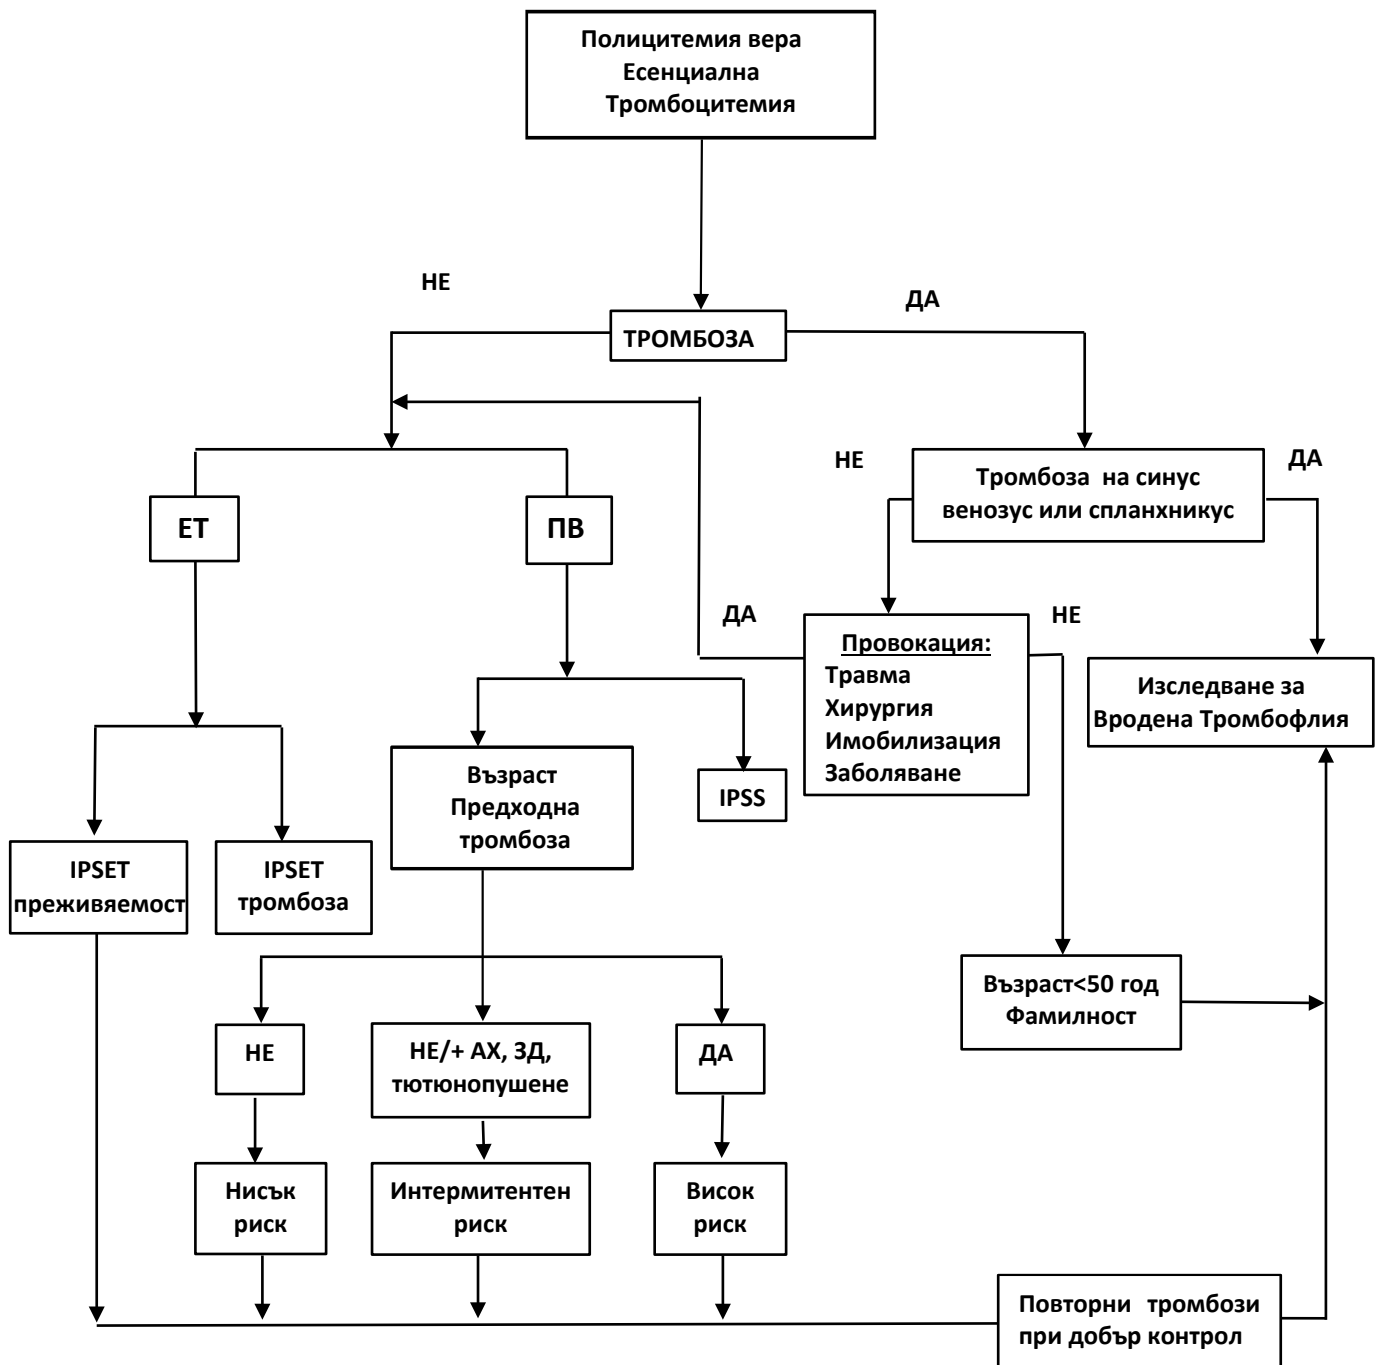 Полицитемия вера
Есенциална
Тромбоцитемия
НЕ
ДА
ТРОМБОЗА
НЕ
ДА
Тромбоза на синус
венозус или спланхникус
ЕТ
ПВ
ДА
НЕ
Провокация:
Травма
Хирургия
Имобилизация
Заболяване
Изследване за
Вродена Тромбофлия
Възраст
Предходна
тромбоза
IPSS
IPSET
преживяемост
IPSET
тромбоза
Възраст<50 год
Фамилност
НЕ
НЕ/+ АХ, ЗД,
тютюнопушене
ДА
Нисък
риск
Интермитентен
риск
Висок
риск
Повторни тромбози
при добър контрол